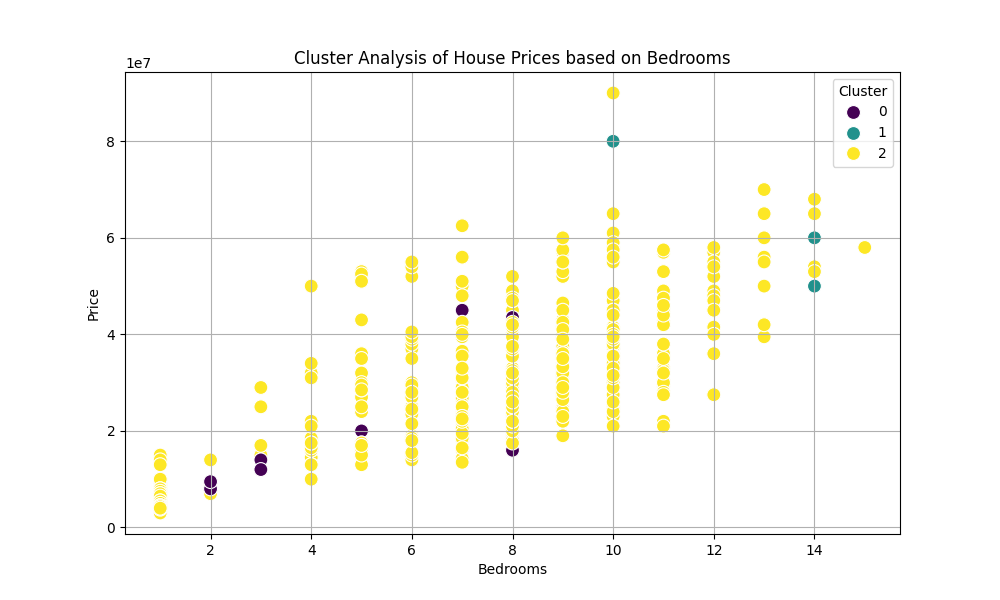 Cluster Analysis of House Prices based on Bedrooms
1e7
Cluster
0
1
2
8
6
4
2
0
Price
2 4 6 8 10 12 14
Bedrooms